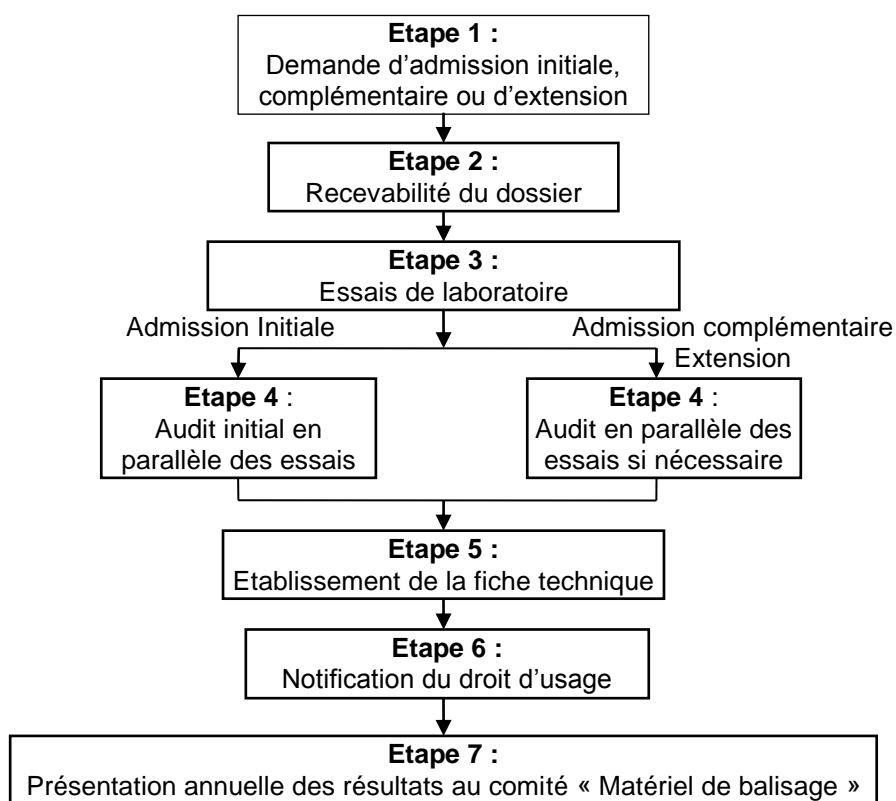 Etape 1 :
Demande d’admission initiale,
complémentaire ou d’extension
Etape 2 :
Recevabilité du dossier
Etape 3 :
Essais de laboratoire
Admission Initiale
Admission complémentaire
Extension
Etape 4 :
Audit initial en
parallèle des essais
Etape 4 :
Audit en parallèle des
essais si nécessaire
Etape 5 :
Etablissement de la fiche technique
Etape 6 :
Notification du droit d’usage
Etape 7 :
Présentation annuelle des résultats au comité « Matériel de balisage »